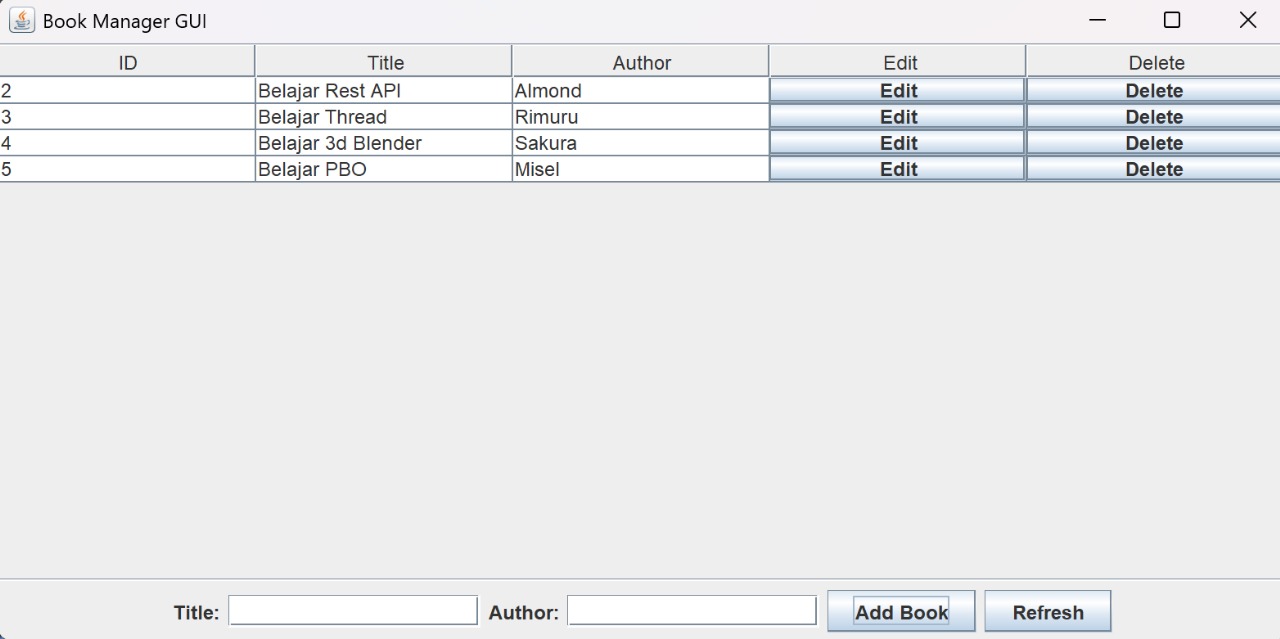 Book Manager GUI
ID Title Author Edit Delete
2 Belajar Rest API Almond Edit Delete
3 Belajar Thread Rimuru Edit Delete
4 Belajar 3d Blender Sakura Edit Delete
5 Belajar PBO Misel Edit Delete
Title: Author: Add Book Refresh